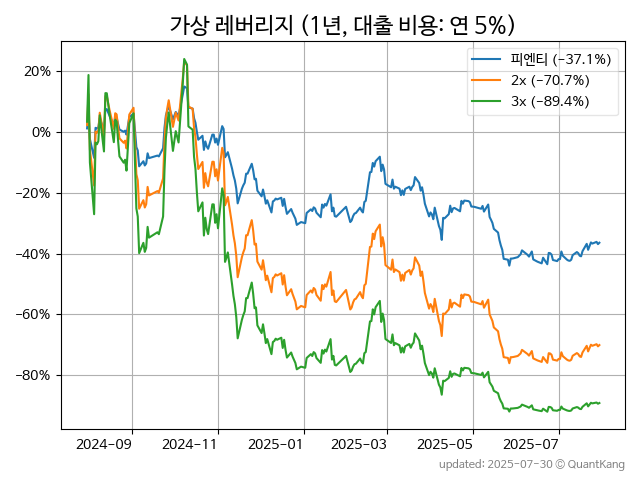 가상 레버리지 (1년, 대출 비용: 연 5%)
피엔티 (−37.1%)
2x (−70.7%)
3x (−89.4%)
20%
0%
−20%
−40%
−60%
−80%
2024-09
2024-11
2025-01
2025-03
2025-05
2025-07
updated: 2025-07-30 © QuantKang